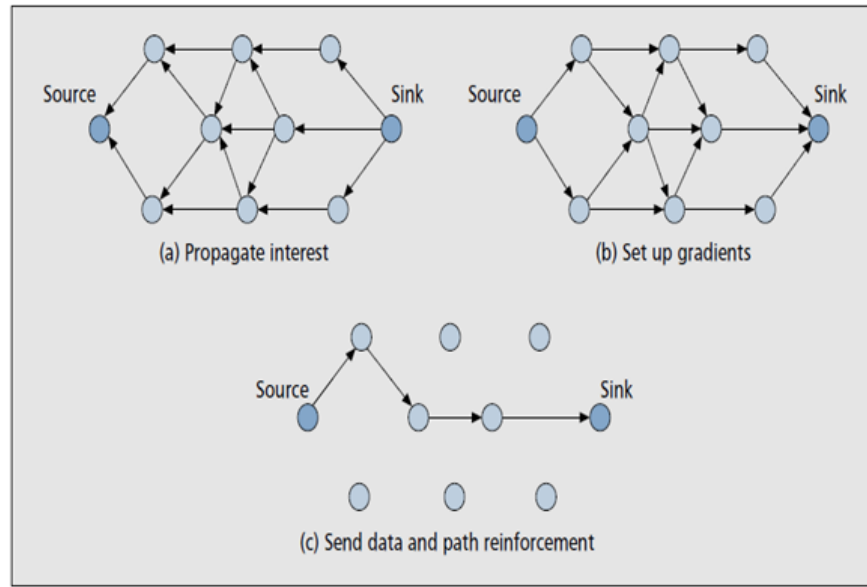 Source
Sink
Source
Sink
(a) Propagate interest
(b) Set up gradients
Source
Sink
(c) Send data and path reinforcement